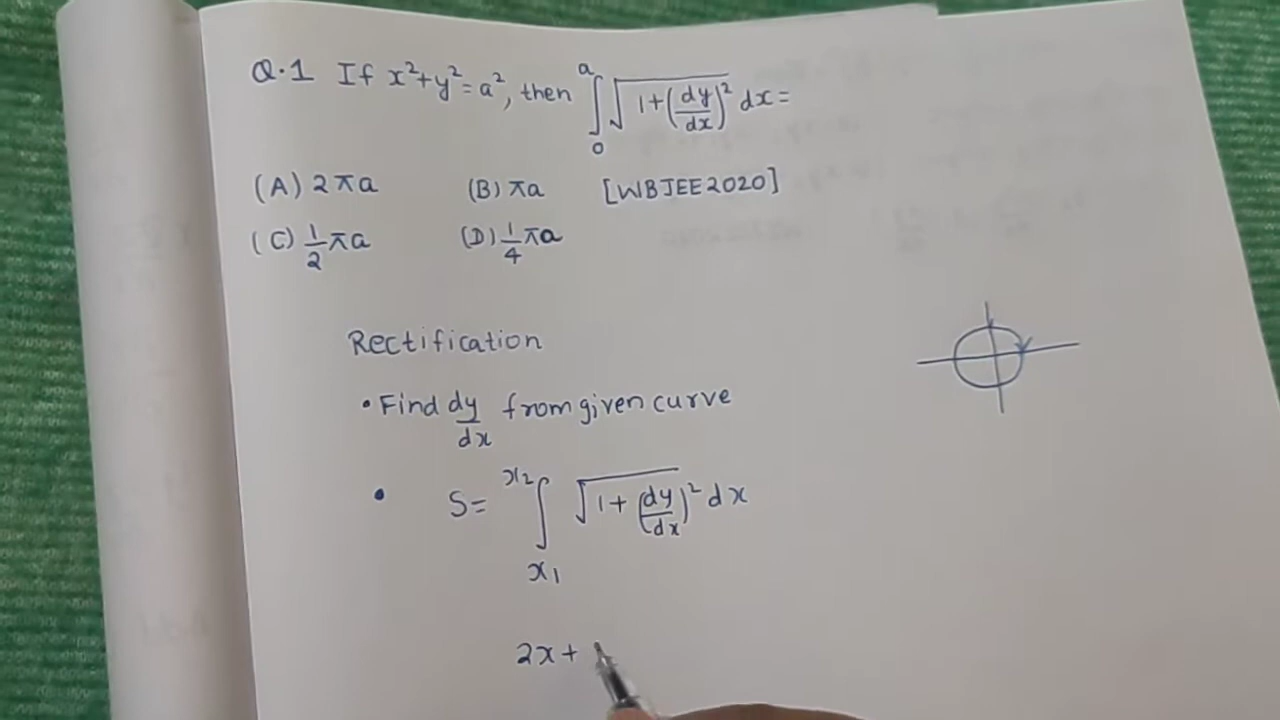 Q.1 If x²+y²=a², then ∫₀ᵃ √(1+(dy/dx)²) dx =
(A) 2πa (B) πa [WBJEE2020]
(C) 1/2 πa (D) 1/4 πa
Rectification
• Find dy/dx from given curve
• S= ∫_{x1}^{x2} √(1+(dy/dx)²) dx
2x+